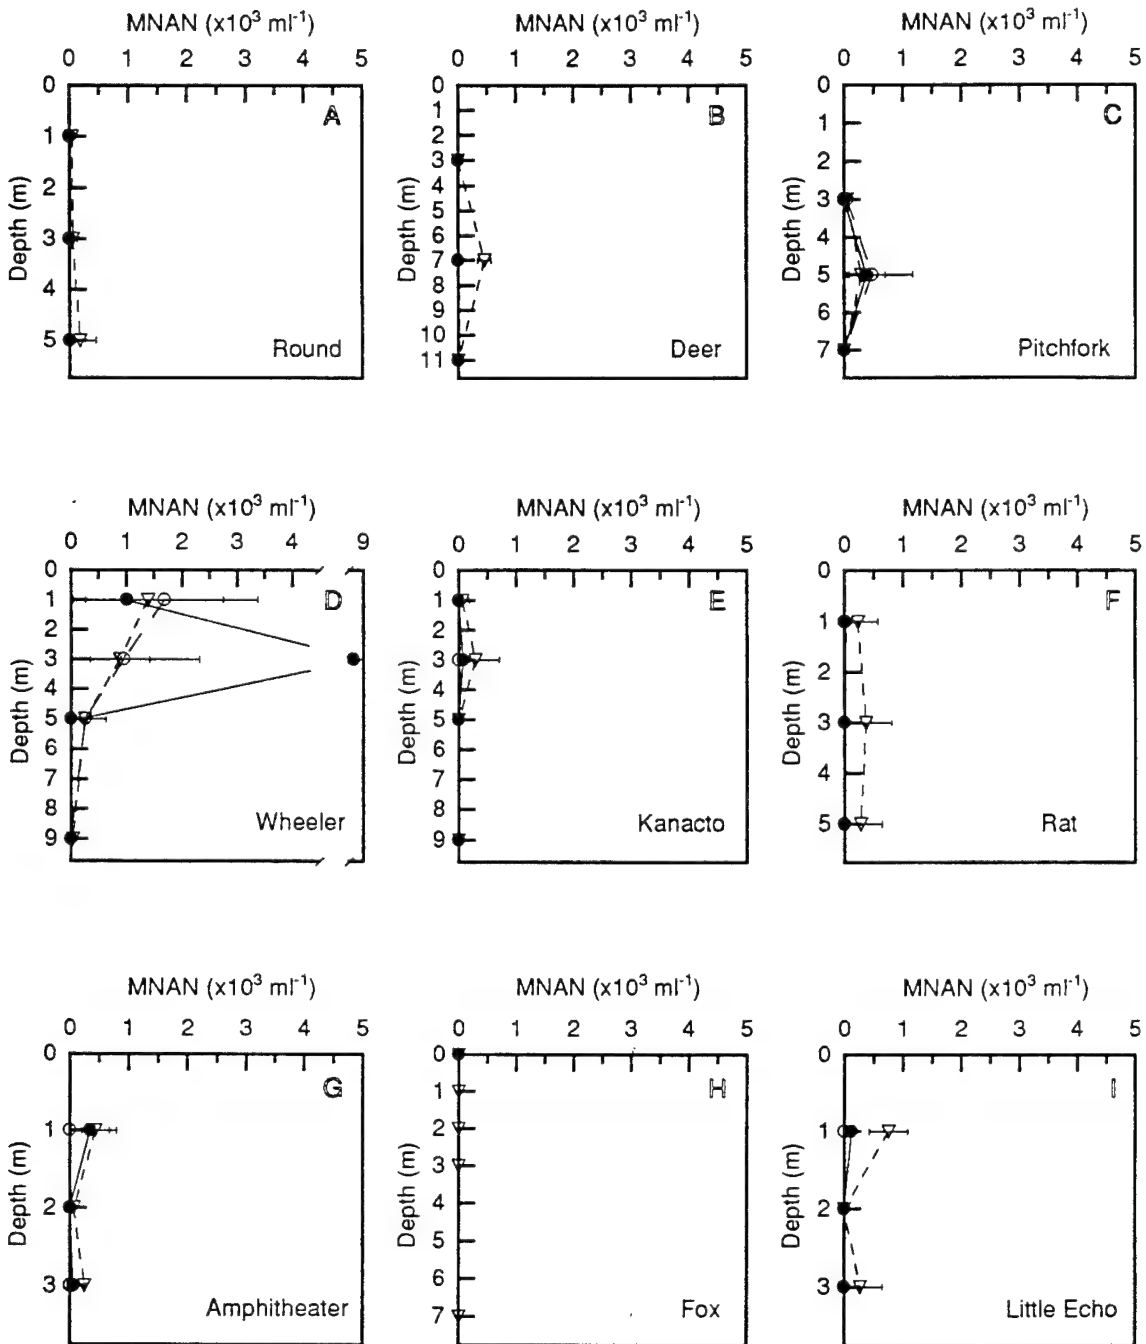 MNAN (x10³ ml⁻¹)
0 1 2 3 4 5
Depth (m)
0
1
2
3
4
5
A
Round
MNAN (x10³ ml⁻¹)
0 1 2 3 4 5
Depth (m)
0
1
2
3
4
5
6
7
8
9
10
11
B
Deer
MNAN (x10³ ml⁻¹)
0 1 2 3 4 5
Depth (m)
0
1
2
3
4
5
6
7
C
Pitchfork
MNAN (x10³ ml⁻¹)
0 1 2 3 4 9
Depth (m)
0
1
2
3
4
5
6
7
8
9
D
Wheeler
MNAN (x10³ ml⁻¹)
0 1 2 3 4 5
Depth (m)
0
1
2
3
4
5
6
7
8
9
E
Kanacto
MNAN (x10³ ml⁻¹)
0 1 2 3 4 5
Depth (m)
0
1
2
3
4
5
F
Rat
MNAN (x10³ ml⁻¹)
0 1 2 3 4 5
Depth (m)
0
1
2
3
G
Amphitheater
MNAN (x10³ ml⁻¹)
0 1 2 3 4 5
Depth (m)
0
1
2
3
4
5
6
7
H
Fox
MNAN (x10³ ml⁻¹)
0 1 2 3 4 5
Depth (m)
0
1
2
3
I
Little Echo